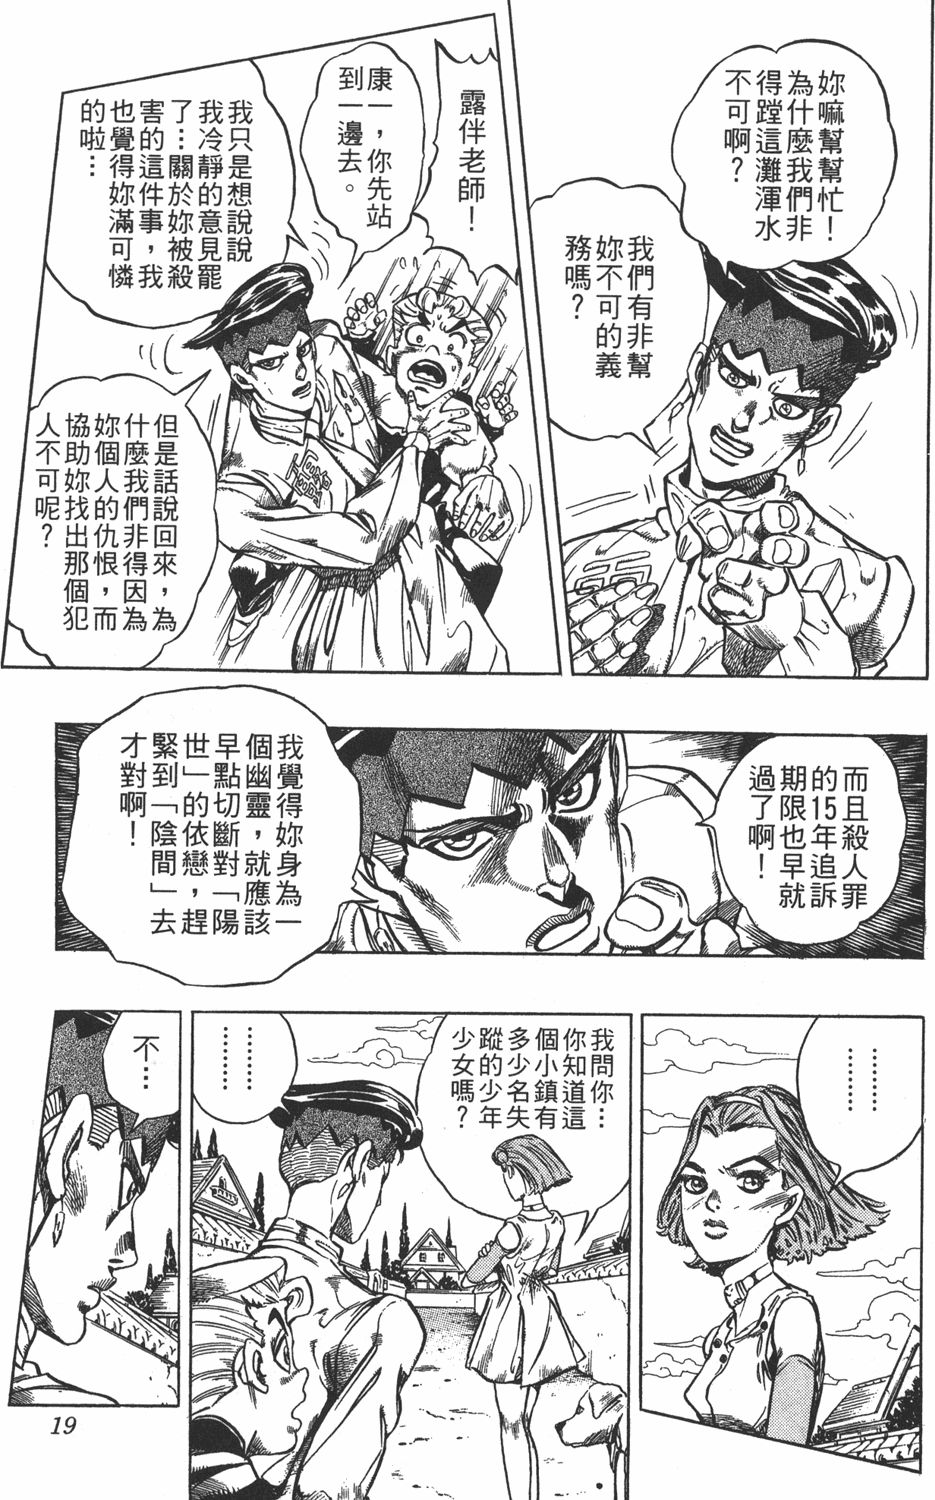 妳嘛幫幫忙！
為什麼我們非
得蹚這灘渾水
不可啊？
我們有非幫
妳不可的義
務嗎？
露伴老師！
康一，你先站
到一邊去。
我只是想說說
我冷靜的意見罷
了…關於妳被殺
害的這件事，我
也覺得妳滿可憐
的啦…
但是話說回來，為
什麼我們非得因為
妳個人的仇恨，而
協助妳找出那個犯
人不可呢？
而且殺人罪
的15年追訴
期限也早就
過了啊！
我覺得妳身為一
個幽靈，就應該
早點切斷對「陽
世」的依戀，趕
緊到「陰間」去
才對啊！
………
我問你…
你知道這
個小鎮有
多少名失
蹤的少年
少女嗎？
………
………
不…
19